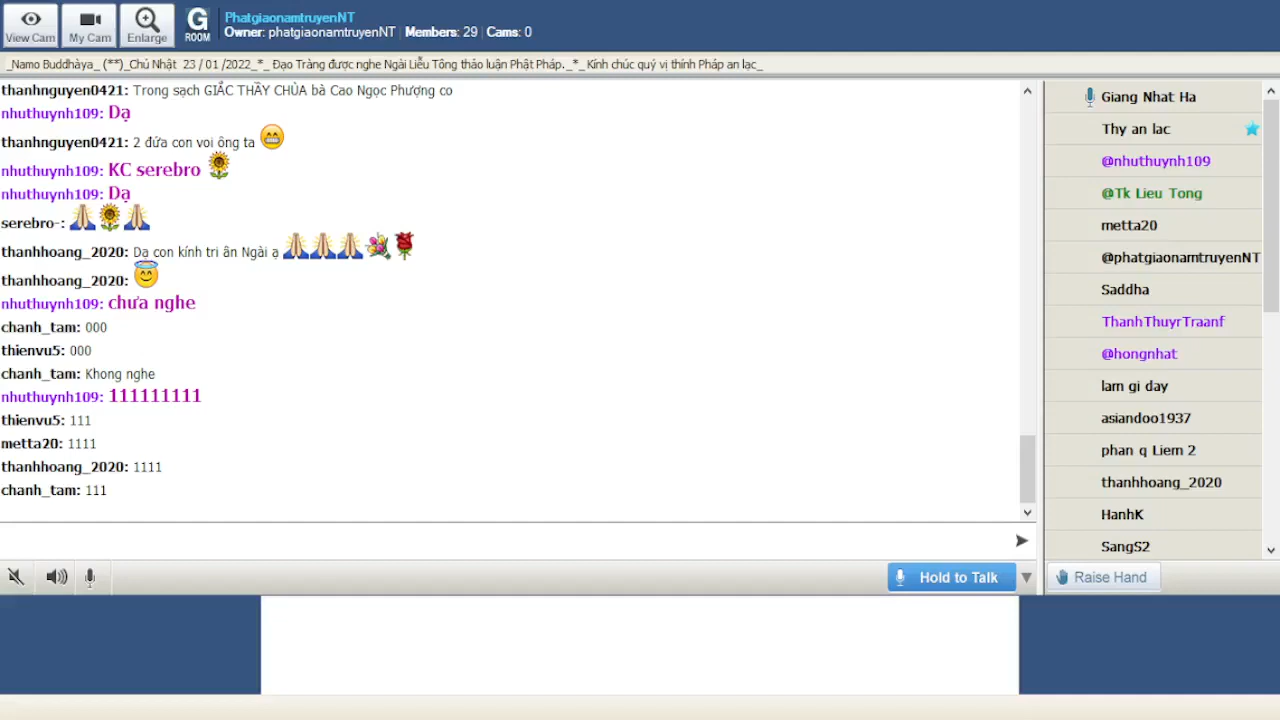 View Cam
My Cam
Enlarge
G
ROOM
PhatgiaonamtruyenNT
Owner: phatgiaonamtruyenNT Members: 29 Cams: 0
_Namo Buddhàya_ (**)_Chủ Nhật 23 / 01 /2022_*_ Đạo Tràng được nghe Ngài Liễu Tông thảo luận Phật Pháp._*_ Kính chúc quý vị thính Pháp an lạc_
thanhnguyen0421: Trong sạch GIẮC THẦY CHÙA bà Cao Ngọc Phượng co
nhuthuynh109: Dạ
thanhnguyen0421: 2 đứa con voi ông ta
nhuthuynh109: KC serebro
nhuthuynh109: Dạ
serebro-:
thanhhoang_2020: Dạ con kính tri ân Ngài ạ
thanhhoang_2020:
nhuthuynh109: chưa nghe
chanh_tam: 000
thienvu5: 000
chanh_tam: Khong nghe
nhuthuynh109: 111111111
thienvu5: 111
metta20: 1111
thanhhoang_2020: 1111
chanh_tam: 111
Hold to Talk
Giang Nhat Ha
Thy an lac
@nhuthuynh109
@Tk Lieu Tong
metta20
@phatgiaonamtruyenNT
Saddha
ThanhThuyrTraanf
@hongnhat
lam gi day
asiandoo1937
phan q Liem 2
thanhhoang_2020
HanhK
SangS2
Raise Hand